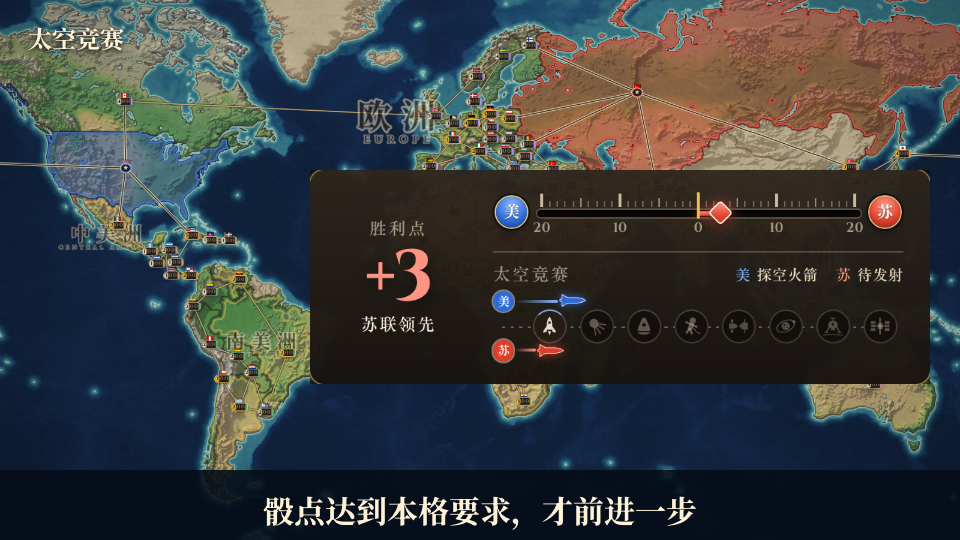 太空竞赛
欧洲
EUROPE
中美洲
南美洲
胜利点
+3
苏联领先
美
苏
20 10 0 10 20
太空竞赛
美 探空火箭 苏 待发射
美
苏
骰点达到本格要求，才前进一步